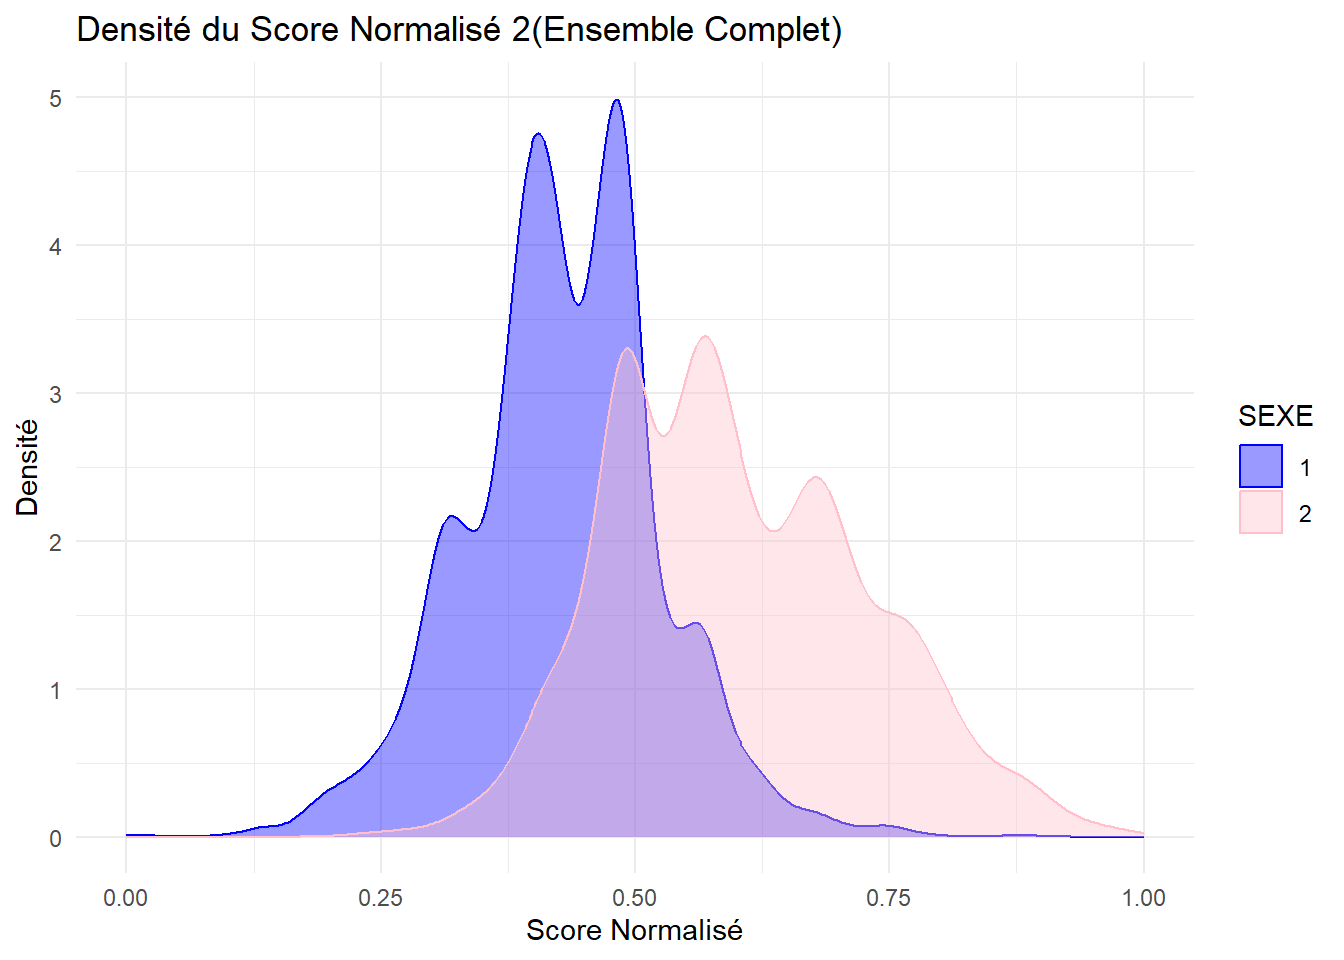 Densité du Score Normalisé 2(Ensemble Complet)
5
4
3
2
1
0
Densité
0.00 0.25 0.50 0.75 1.00
Score Normalisé
SEXE
1
2